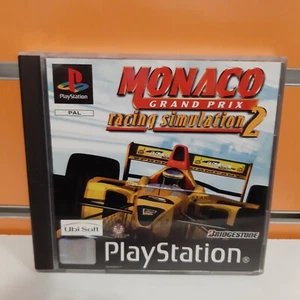 PlayStation
PAL
MONACO
GRAND PRIX
racing simulation 2
Ubi Soft
BRIDGESTONE
PlayStation.